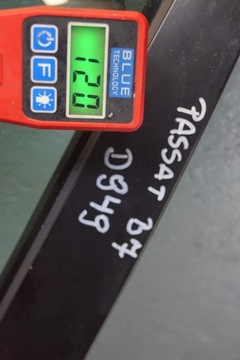 BLUE
TECHNOLOGY
120
F
PASSAT B7
D949